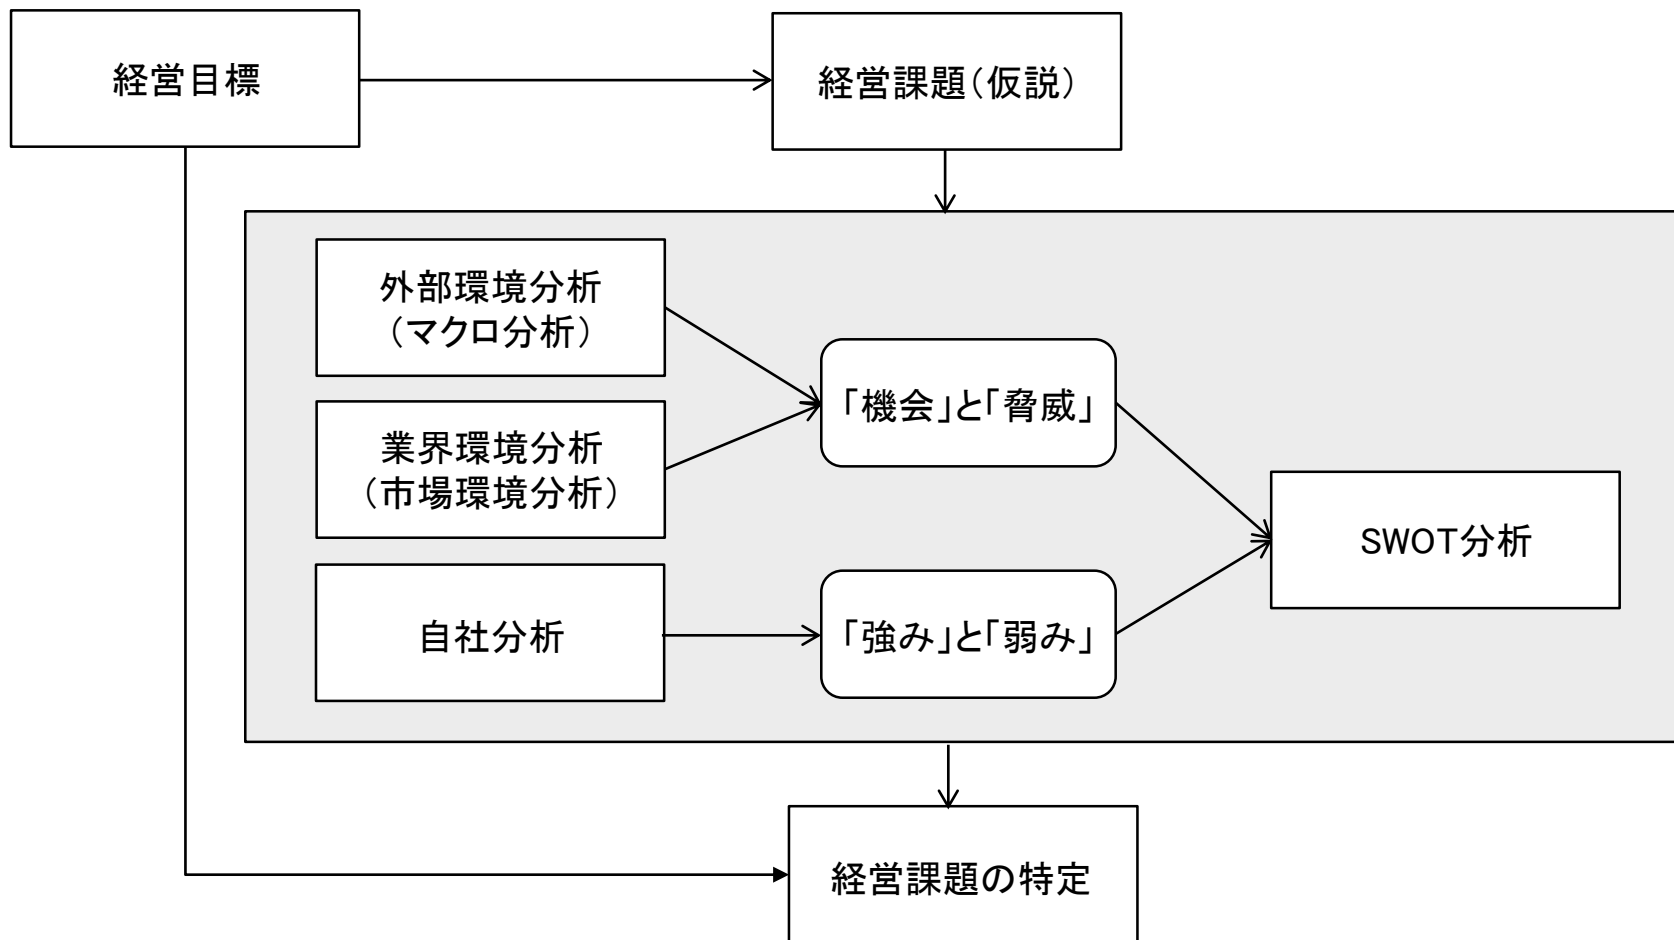 経営目標
経営課題（仮説）
外部環境分析
（マクロ分析）
業界環境分析
（市場環境分析）
自社分析
「機会」と「脅威」
「強み」と「弱み」
SWOT分析
経営課題の特定